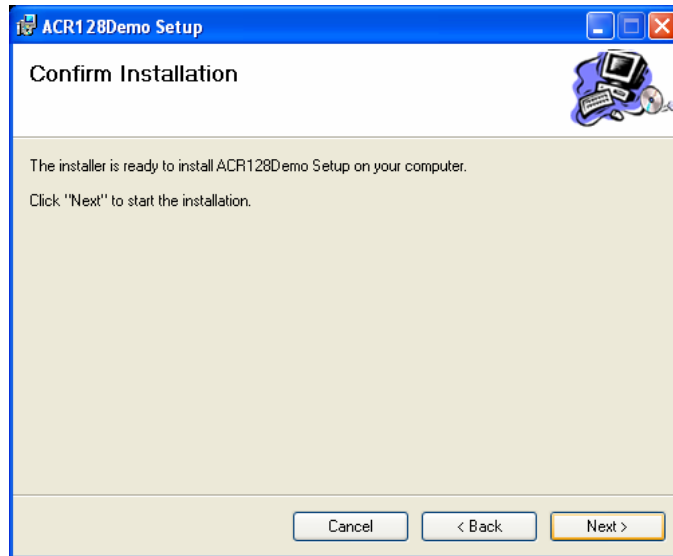 ACR128Demo Setup
Confirm Installation
The installer is ready to install ACR128Demo Setup on your computer.
Click "Next" to start the installation.
Cancel
< Back
Next >